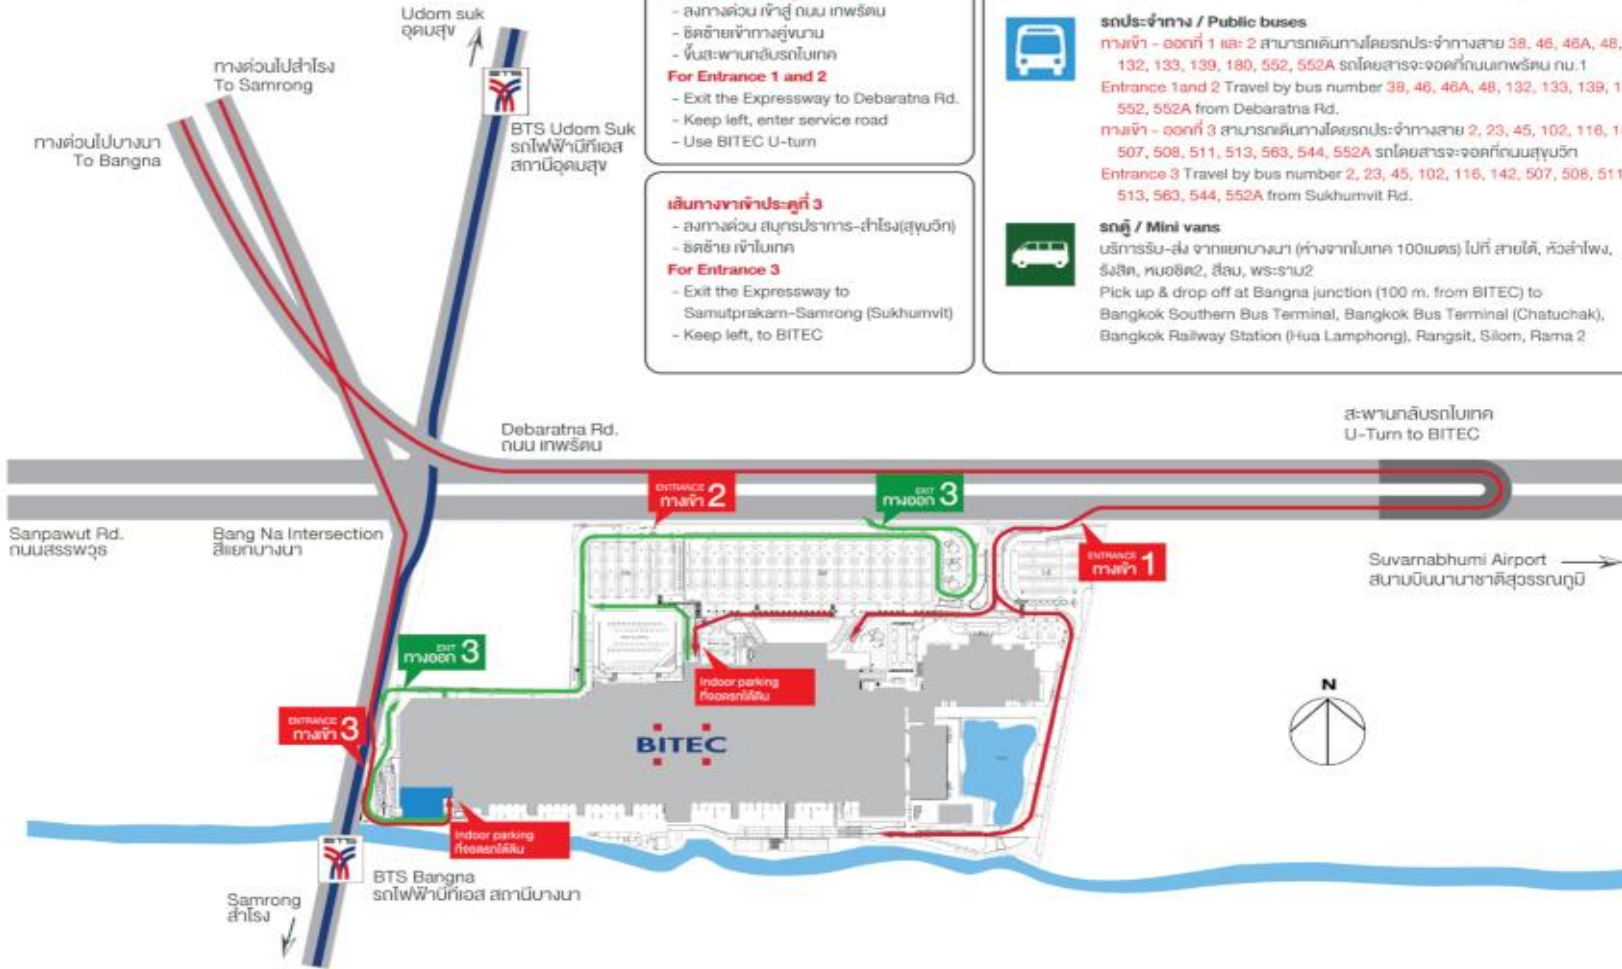 Udom suk
อุดมสุข
ทางด่วนไปสำโรง
To Samrong
ทางด่วนไปบางนา
To Bangna
BTS Udom Suk
รถไฟฟ้าบีทีเอส
สถานีอุดมสุข
- ลงทางด่วน เข้าสู่ ถนน เทพรัตน
- ชิดซ้ายเข้าทางคู่ขนาน
- ขึ้นสะพานกลับรถไบเทค
For Entrance 1 and 2
- Exit the Expressway to Debaratna Rd.
- Keep left, enter service road
- Use BITEC U-turn
เส้นทางขาเข้าประตูที่ 3
- ลงทางด่วน สมุทรปราการ-สำโรง(สุขุมวิท)
- ชิดซ้าย เข้าไบเทค
For Entrance 3
- Exit the Expressway to
Samutprakarn-Samrong (Sukhumvit)
- Keep left, to BITEC
รถประจำทาง / Public buses
ทางเข้า - ออกที่ 1 และ 2 สามารถเดินทางโดยรถประจำทางสาย 38, 46, 46A, 48,
132, 133, 139, 180, 552, 552A รถโดยสารจะจอดที่ถนนเทพรัตน กม.1
Entrance 1and 2 Travel by bus number 38, 46, 46A, 48, 132, 133, 139, 1
552, 552A from Debaratna Rd.
ทางเข้า - ออกที่ 3 สามารถเดินทางโดยรถประจำทางสาย 2, 23, 45, 102, 116, 1
507, 508, 511, 513, 563, 544, 552A รถโดยสารจะจอดที่ถนนสุขุมวิท
Entrance 3 Travel by bus number 2, 23, 45, 102, 116, 142, 507, 508, 511
513, 563, 544, 552A from Sukhumvit Rd.
รถตู้ / Mini vans
บริการรับ-ส่ง จากแยกบางนา (ห่างจากไบเทค 100เมตร) ไปที่ สายใต้, หัวลำโพง,
รังสิต, หมอชิต2, สีลม, พระราม2
Pick up & drop off at Bangna junction (100 m. from BITEC) to
Bangkok Southern Bus Terminal, Bangkok Bus Terminal (Chatuchak),
Bangkok Railway Station (Hua Lamphong), Rangsit, Silom, Rama 2
Debaratna Rd.
ถนน เทพรัตน
สะพานกลับรถไบเทค
U-Turn to BITEC
ENTRANCE
ทางเข้า 2
EXIT
ทางออก 3
Sanpawut Rd.
ถนนสรรพวุธ
Bang Na Intersection
สี่แยกบางนา
ENTRANCE
ทางเข้า 1
Suvarnabhumi Airport
สนามบินนานาชาติสุวรรณภูมิ
EXIT
ทางออก 3
Indoor parking
ที่จอดรถใต้ดิน
N
ENTRANCE
ทางเข้า 3
BITEC
Indoor parking
ที่จอดรถใต้ดิน
BTS Bangna
รถไฟฟ้าบีทีเอส สถานีบางนา
Samrong
สำโรง